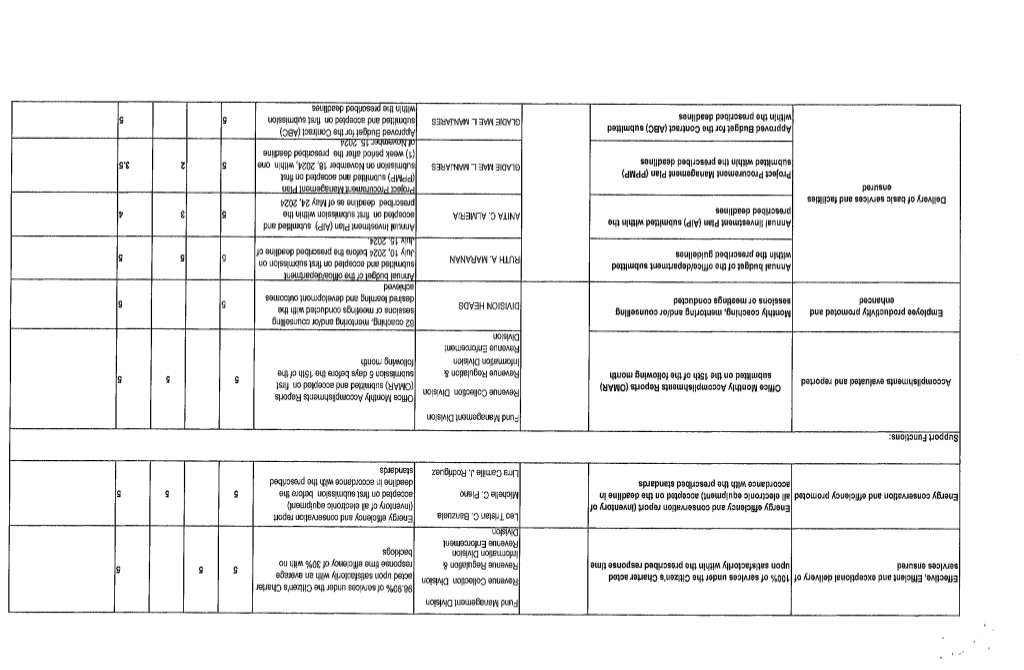 Effective, Efficient and exceptional delivery of
services ensured
100% of services under the Citizen's Charter acted
upon satisfactorily within the prescribed response time
Fund Management Division
Revenue Collection Division
Revenue Regulation &
Information Division
Revenue Enforcement
Division
98.90% of services under the Citizen's Charter
acted upon satisfactorily with an average
response time efficiency of 30% with no
backlogs
5
5
5
Energy conservation and efficiency promoted
Energy efficiency and conservation report (inventory of
all electronic equipment) accepted on the deadline in
accordance with the prescribed standards
Leo Tristan C. Banzuela
Michelle C. Plano
Lirra Camille J. Rodriguez
Energy efficiency and conservation report
(inventory of all electronic equipment)
accepted on first submission before the
deadline in accordance with the prescribed
standards
5
5
5
Support Functions:
Accomplishments evaluated and reported
Office Monthly Accomplishments Reports (OMAR)
submitted on the 15th of the following month
Fund Management Division
Revenue Collection Division
Revenue Regulation &
Information Division
Revenue Enforcement
Division
Office Monthly Accomplishments Reports
(OMAR) submitted and accepted on first
submission 5 days before the 15th of the
following month
5
5
5
Employee productivity promoted and
enhanced
Monthly coaching, mentoring and/or counselling
sessions or meetings conducted
DIVISION HEADS
62 coaching, mentoring and/or counselling
sessions or meetings conducted with the
desired learning and development outcomes
achieved
5
5
Delivery of basic services and facilities
ensured
Annual budget of the office/department submitted
within the prescribed guidelines
RUTH A. MARANAN
Annual budget of the office/department
submitted and accepted on first submission on
July 10, 2024 before the prescribed deadline of
July 15, 2024
5
5
5
Annual Iinvestment Plan (AIP) submitted within the
prescribed deadlines
ANITA C. ALMERIA
Annual Investment Plan (AIP) submitted and
accepted on first submission within the
prescribed deadline as of May 24, 2024
5
3
4
Project Procurement Management Plan (PPMP)
submitted within the prescribed deadlines
GLADIE MAE L. MANJARES
Project Procurument Management Plan
(PPMP) submitted and accepted on first
submission on November 18, 2024, within one
(1) week period after the prescribed deadline
of November 15, 2024
5
2
3.5
Approved Budget for the Contract (ABC) submitted
within the prescribed deadlines
GLADIE MAE L. MANJARES
Approved Budget for the Contract (ABC)
submitted and accepted on first submission
within the prescribed deadlines
5
5